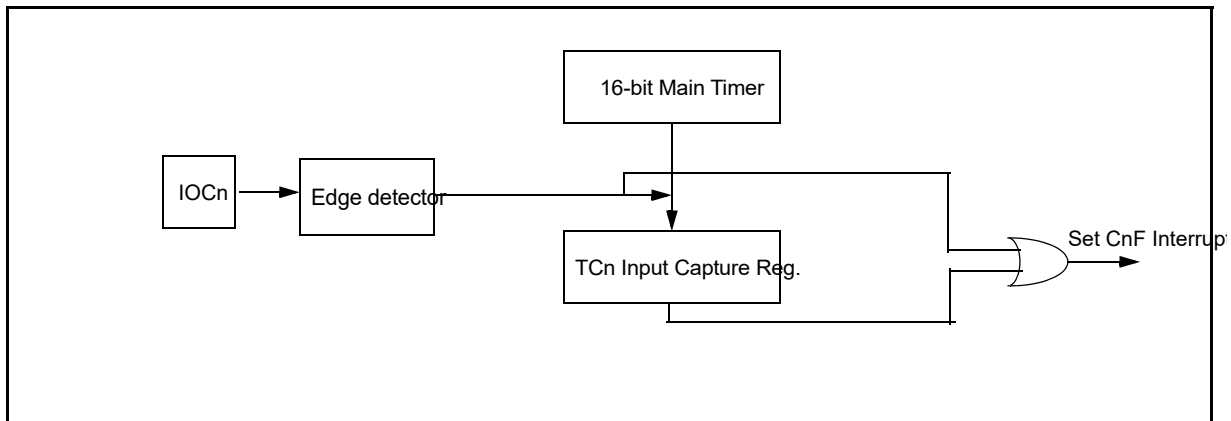 16-bit Main Timer
IOCn
Edge detector
TCn Input Capture Reg.
Set CnF Interrupt